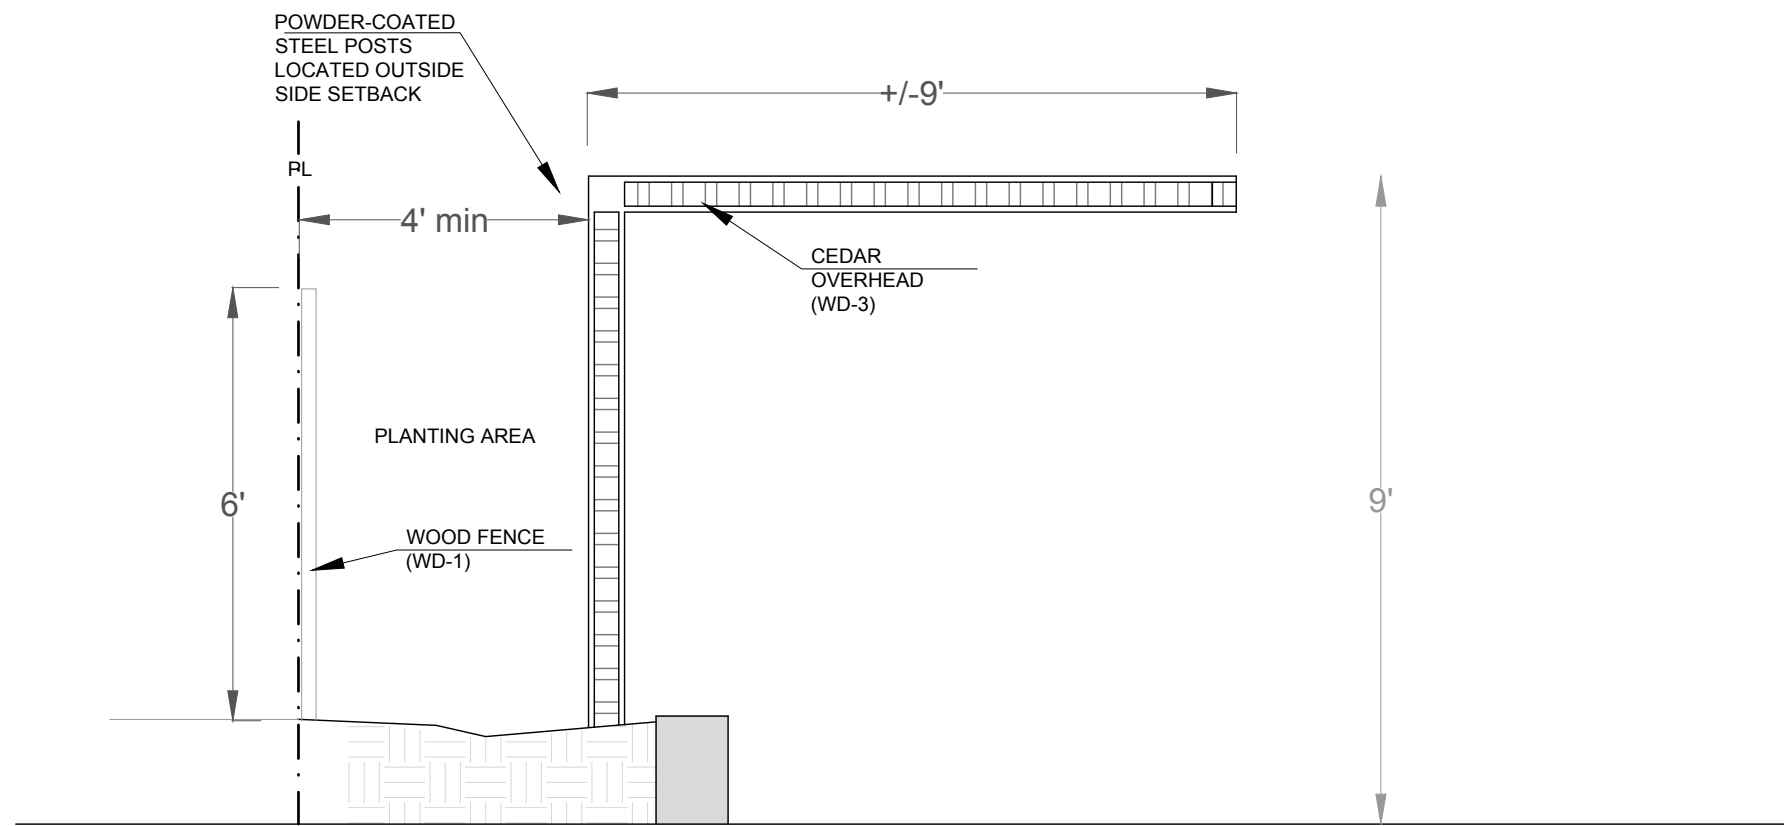 POWDER-COATED
STEEL POSTS
LOCATED OUTSIDE
SIDE SETBACK
+/-9'
PL
4' min
CEDAR
OVERHEAD
(WD-3)
PLANTING AREA
6'
9'
WOOD FENCE
(WD-1)